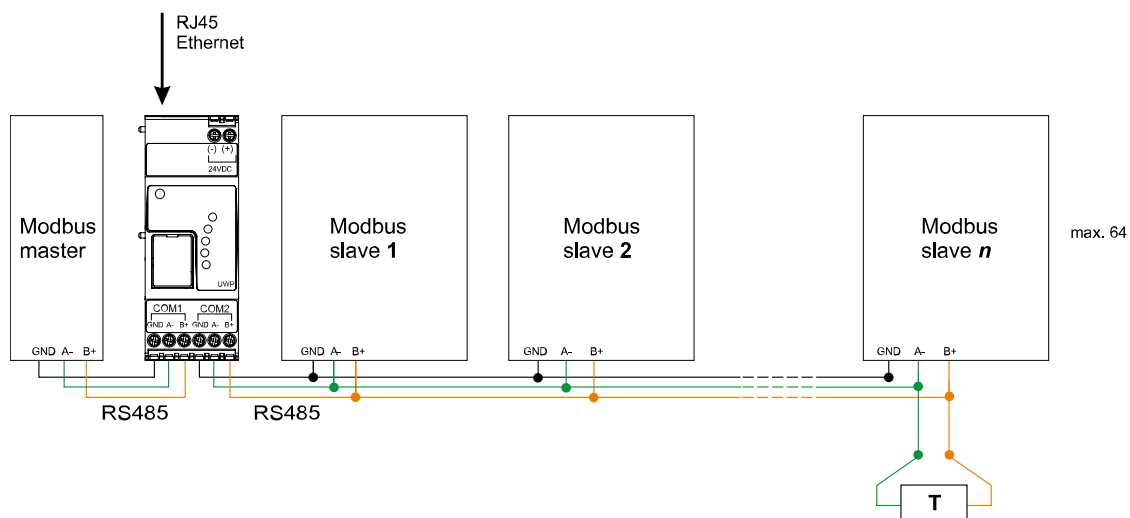 RJ45
Ethernet
(-) (+)
24VDC
Modbus
master
UWP
Modbus
slave 1
Modbus
slave 2
Modbus
slave n
max. 64
COM1 COM2
GND A- B+ GND A- B+
GND A- B+
GND A- B+
GND A- B+
GND A- B+
RS485
RS485
T